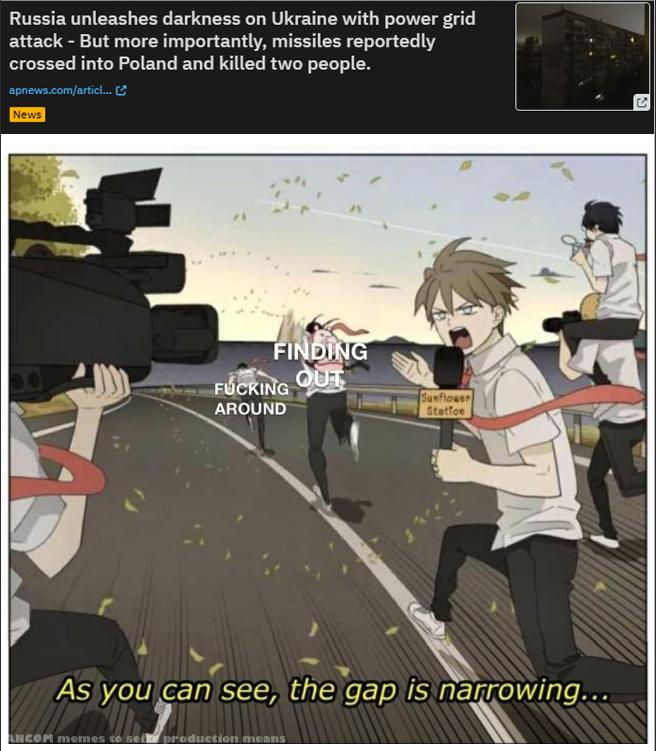 Russia unleashes darkness on Ukraine with power grid
attack - But more importantly, missiles reportedly
crossed into Poland and killed two people.
apnews.com/articl...
News
FINDING
OUT
FUCKING
AROUND
Sunflower
Station
As you can see, the gap is narrowing...
ANCOM memes to seize production means